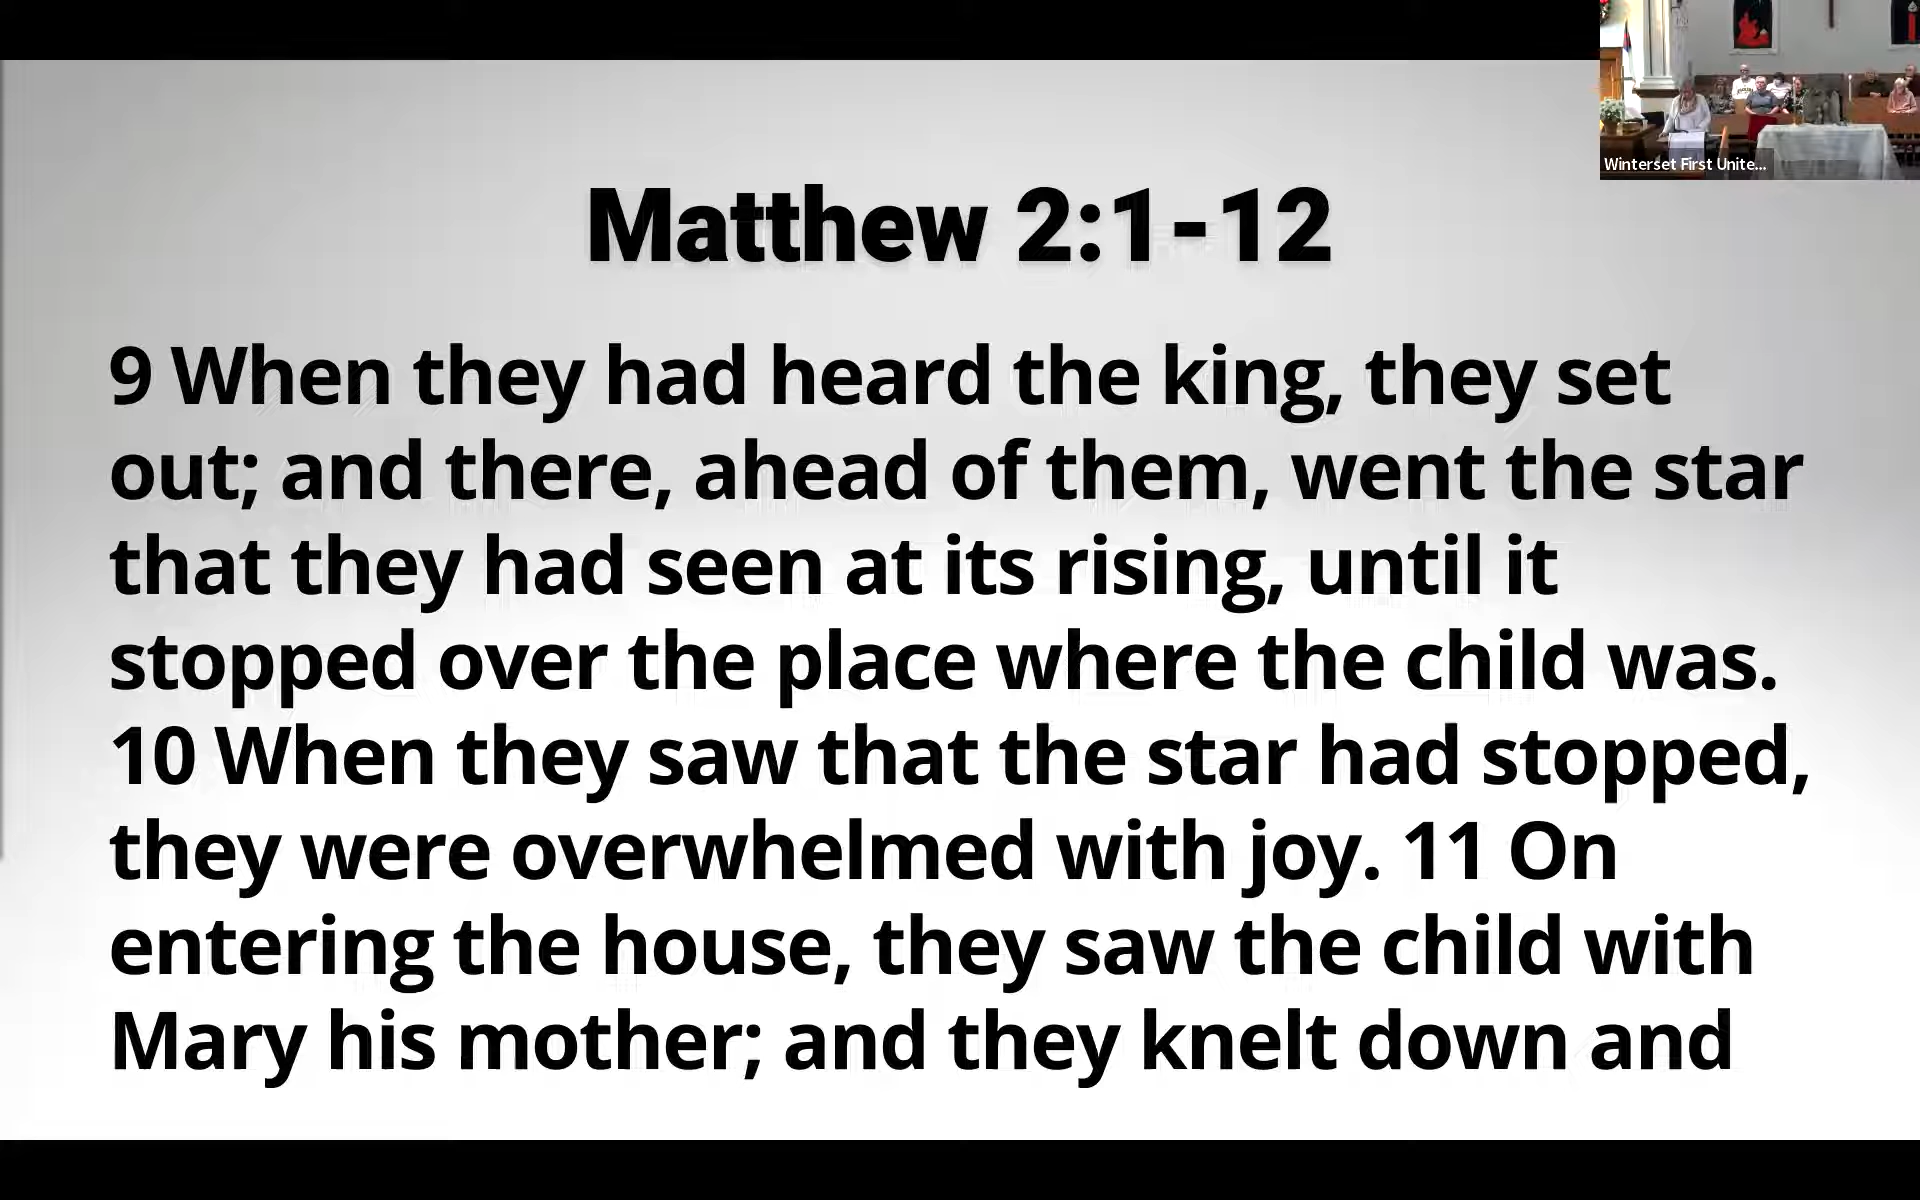 Matthew 2:1-12
9 When they had heard the king, they set
out; and there, ahead of them, went the star
that they had seen at its rising, until it
stopped over the place where the child was.
10 When they saw that the star had stopped,
they were overwhelmed with joy. 11 On
entering the house, they saw the child with
Mary his mother; and they knelt down and
Winterset First Unite...